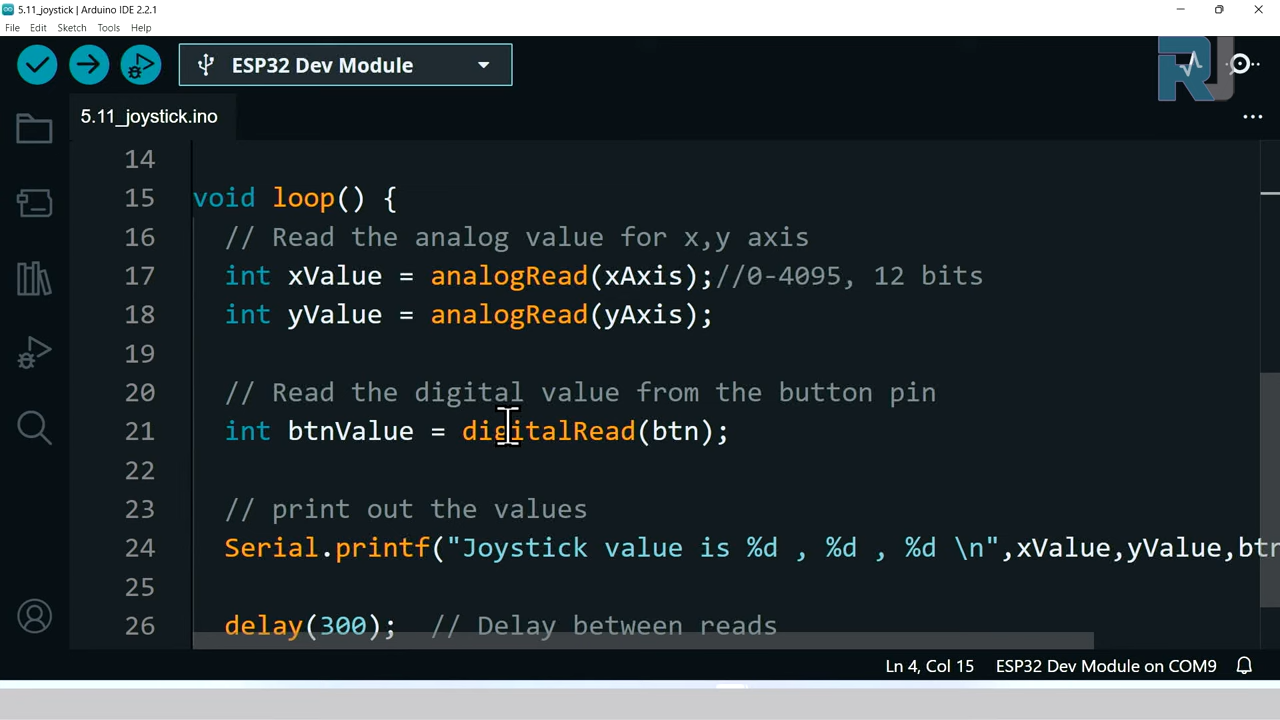 5.11_joystick | Arduino IDE 2.2.1
File Edit Sketch Tools Help
ESP32 Dev Module
RJ
5.11_joystick.ino
14
15 void loop() {
16 // Read the analog value for x,y axis
17 int xValue = analogRead(xAxis);//0-4095, 12 bits
18 int yValue = analogRead(yAxis);
19
20 // Read the digital value from the button pin
21 int btnValue = digitalRead(btn);
22
23 // print out the values
24 Serial.printf("Joystick value is %d , %d , %d \n",xValue,yValue,btn
25
26 delay(300); // Delay between reads
Ln 4, Col 15 ESP32 Dev Module on COM9